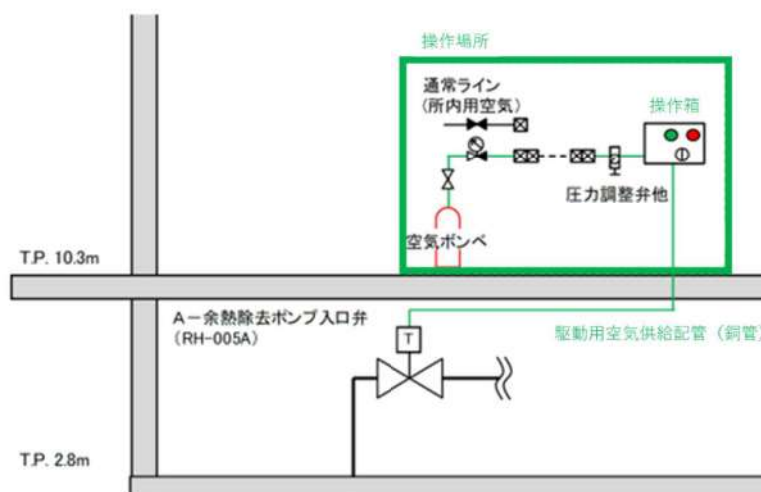 操作場所
通常ライン
(所内用空気)
操作箱
圧力調整弁他
空気ボンベ
T.P. 10.3m
A－余熱除去ポンプ入口弁
(RH-005A)
駆動用空気供給配管（銅管）
T
T.P. 2.8m